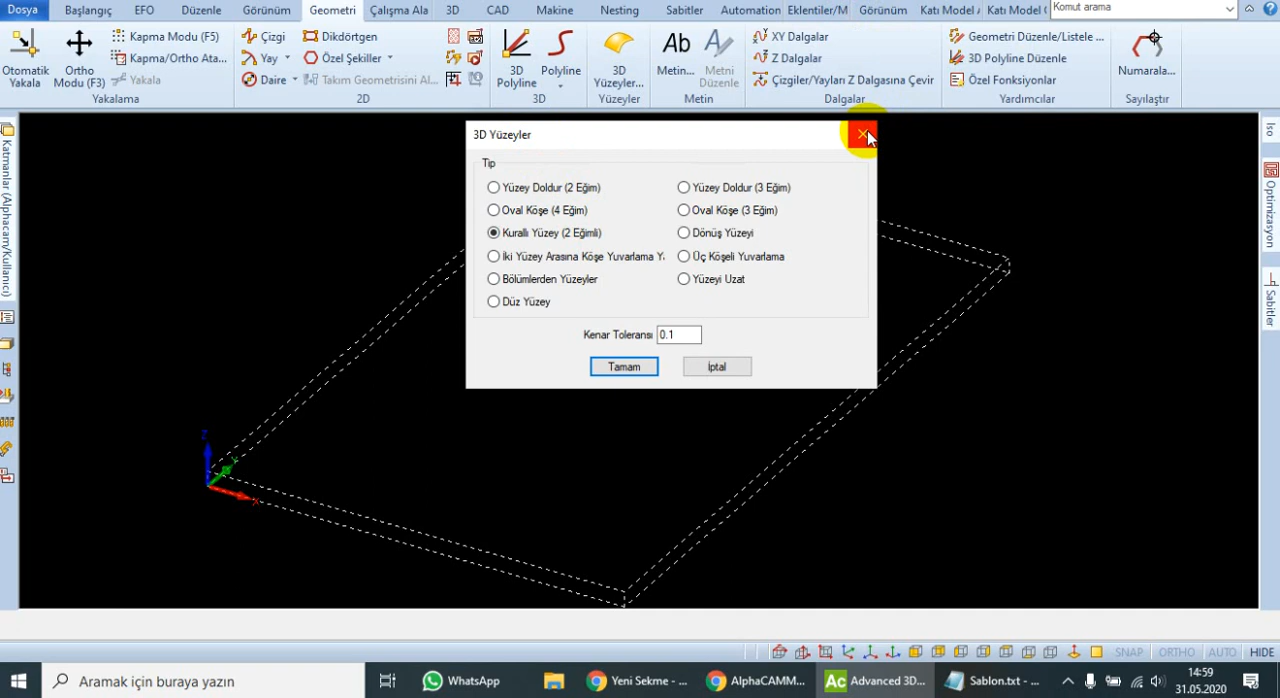 Dosya Başlangıç EFO Düzenle Görünüm Geometri Çalışma Ala 3D CAD Makine Nesting Sabitler Automation Eklentiler/M Görünüm Katı Model Katı Model Komut arama
Otomatik Yakala
Ortho Modu (F3)
Kapma Modu (F5)
Kapma/Ortho Ata...
Yakala
Yakalama
Çizgi
Yay
Daire
Dikdörtgen
Özel Şekiller
Takım Geometrisini Al...
2D
3D Polyline
Polyline
3D
3D Yüzeyler...
Yüzeyler
Metin...
Metni Düzenle
Metin
XY Dalgalar
Z Dalgalar
Çizgiler/Yayları Z Dalgasına Çevir
Dalgalar
Geometri Düzenle/Listele ...
3D Polyline Düzenle
Özel Fonksiyonlar
Yardımcılar
Numarala...
Sayılaştır
Katmanlar (Alphacam/Kullanıcı)
3D Yüzeyler
Tip
Yüzey Doldur (2 Eğim)
Yüzey Doldur (3 Eğim)
Oval Köşe (4 Eğim)
Oval Köşe (3 Eğim)
Kurallı Yüzey (2 Eğimli)
Dönüş Yüzeyi
İki Yüzey Arasına Köşe Yuvarlama
Üç Köşeli Yuvarlama
Bölümlerden Yüzeyler
Yüzeyi Uzat
Düz Yüzey
Kenar Toleransı 0.1
Tamam İptal
Iso
Optimizasyon
Sabitler
Z
Y
X
SNAP ORTHO AUTO HIDE
Aramak için buraya yazın
WhatsApp
Yeni Sekme - ...
AlphaCAMM...
Advanced 3D...
Sablon.txt - ...
14:59
31.05.2020